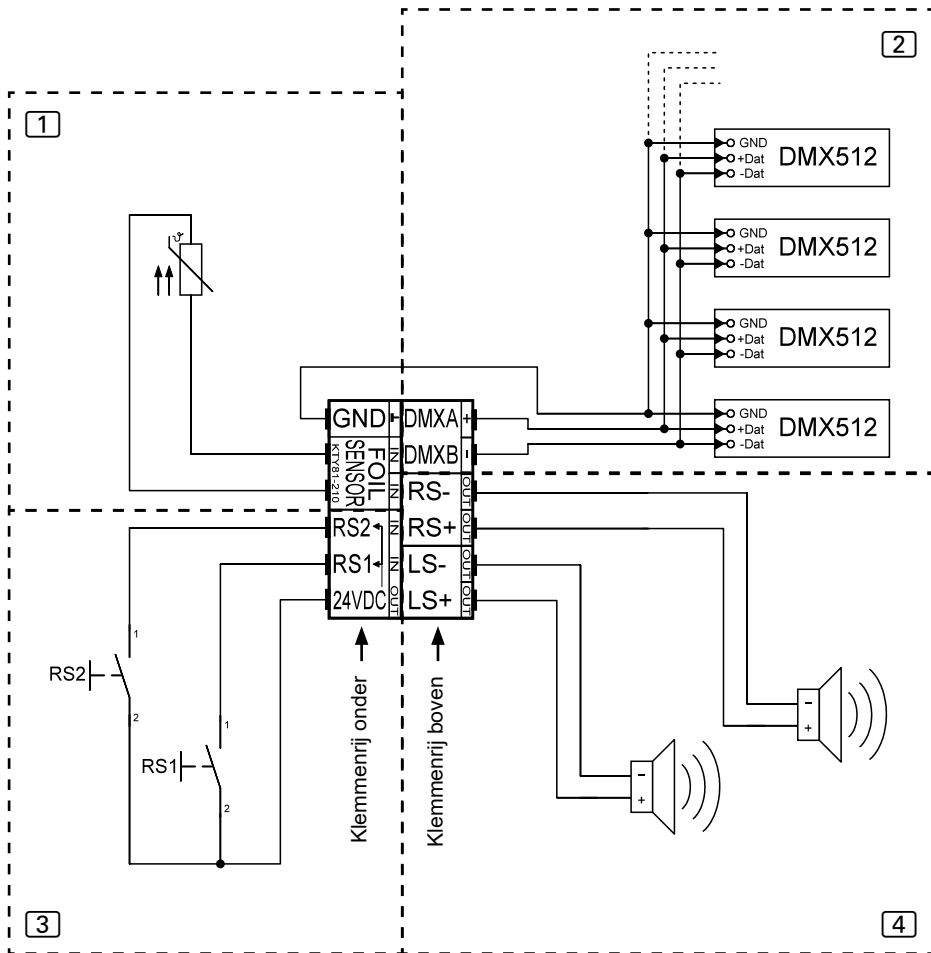 1
2
GND
+Dat
-Dat
DMX512
GND
+Dat
-Dat
DMX512
GND
+Dat
-Dat
DMX512
GND
+Dat
-Dat
DMX512
ϑ
GND
FOIL
SENSOR
KTY81-210
IN
IN
RS2
IN
RS1
IN
24VDC
OUT
DMXA +
DMXB -
RS- OUT
RS+ OUT
LS- OUT
LS+ OUT
Klemmenrij onder
Klemmenrij boven
1
RS2
2
1
RS1
2
-
+
-
+
3
4